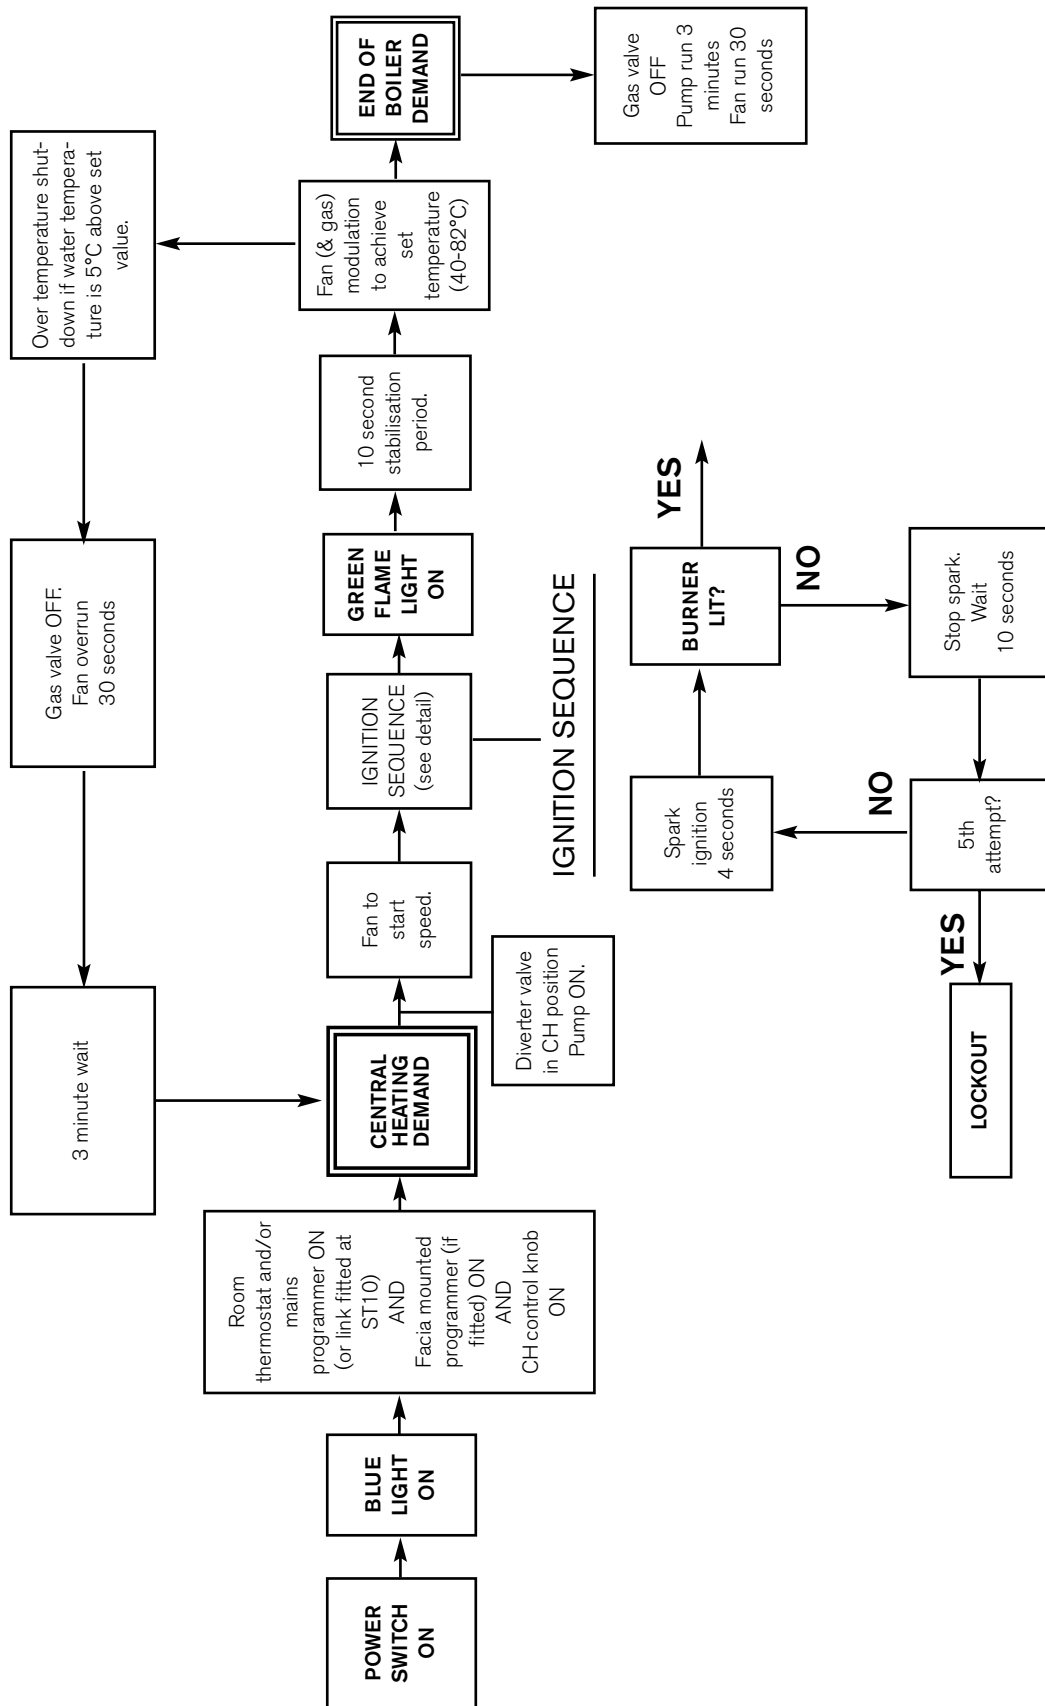 POWER
SWITCH
ON
BLUE
LIGHT
ON
Room
thermostat and/or
mains
programmer ON
(or link fitted at
ST10)
AND
Facia mounted
programmer (if
fitted) ON
AND
CH control knob
ON
CENTRAL
HEATING
DEMAND
Diverter valve
in CH position
Pump ON.
Fan to
start
speed.
IGNITION
SEQUENCE
(see detail)
GREEN
FLAME
LIGHT
ON
10 second
stabilisation
period.
Fan (& gas)
modulation
to achieve
set
temperature
(40-82°C)
END OF
BOILER
DEMAND
Gas valve
OFF
Pump run 3
minutes
Fan run 30
seconds
Over temperature shut-
down if water tempera-
ture is 5°C above set
value.
Gas valve OFF.
Fan overrun
30 seconds
3 minute wait
IGNITION SEQUENCE
Spark
ignition
4 seconds
BURNER
LIT?
YES
NO
Stop spark.
Wait
10 seconds
5th
attempt?
NO
YES
LOCKOUT